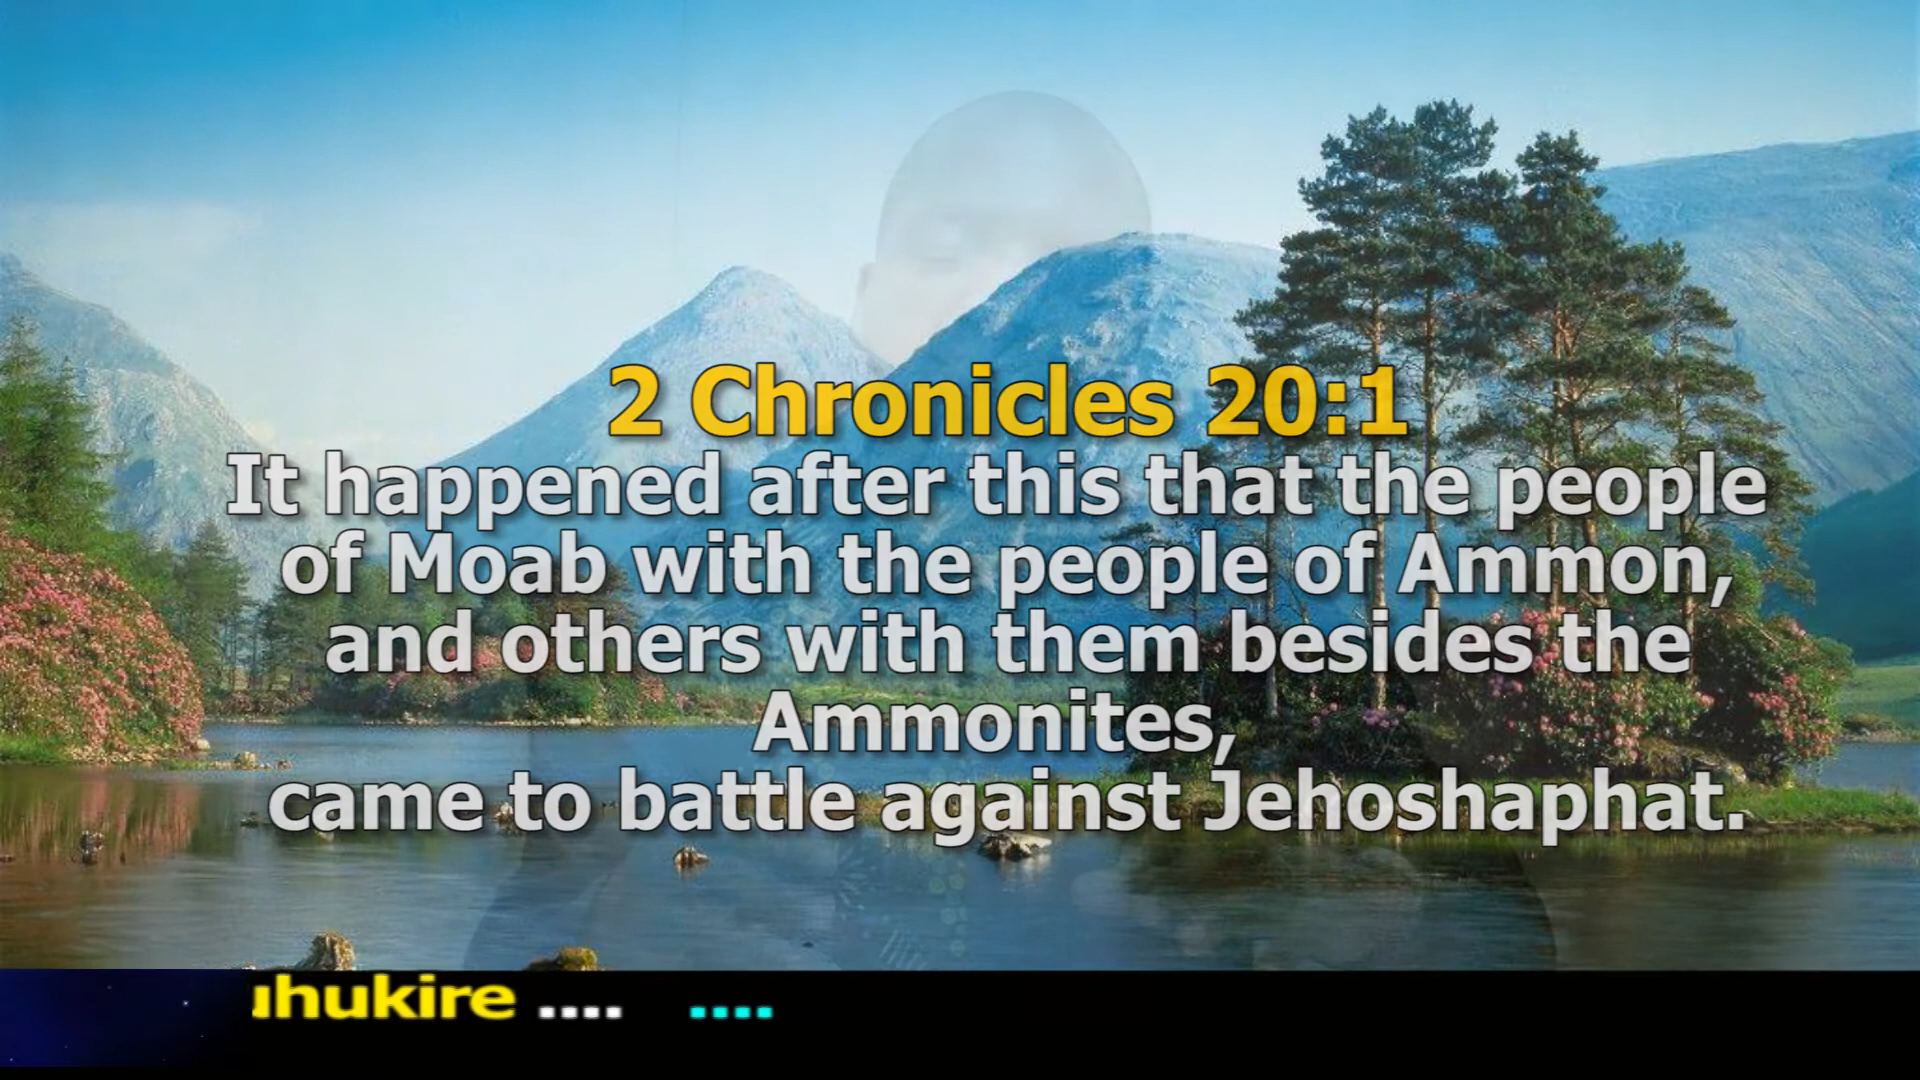 2 Chronicles 20:1
It happened after this that the people
of Moab with the people of Ammon,
and others with them besides the
Ammonites,
came to battle against Jehoshaphat.
hukire .... ....